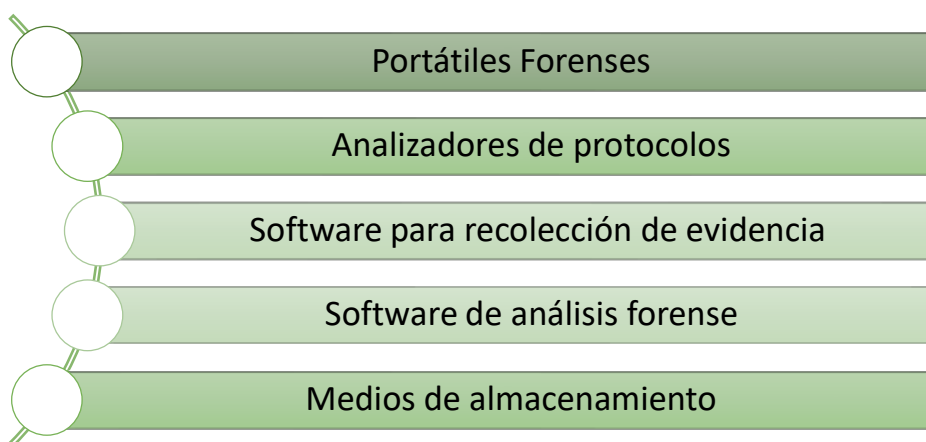 Portátiles Forenses
Analizadores de protocolos
Software para recolección de evidencia
Software de análisis forense
Medios de almacenamiento